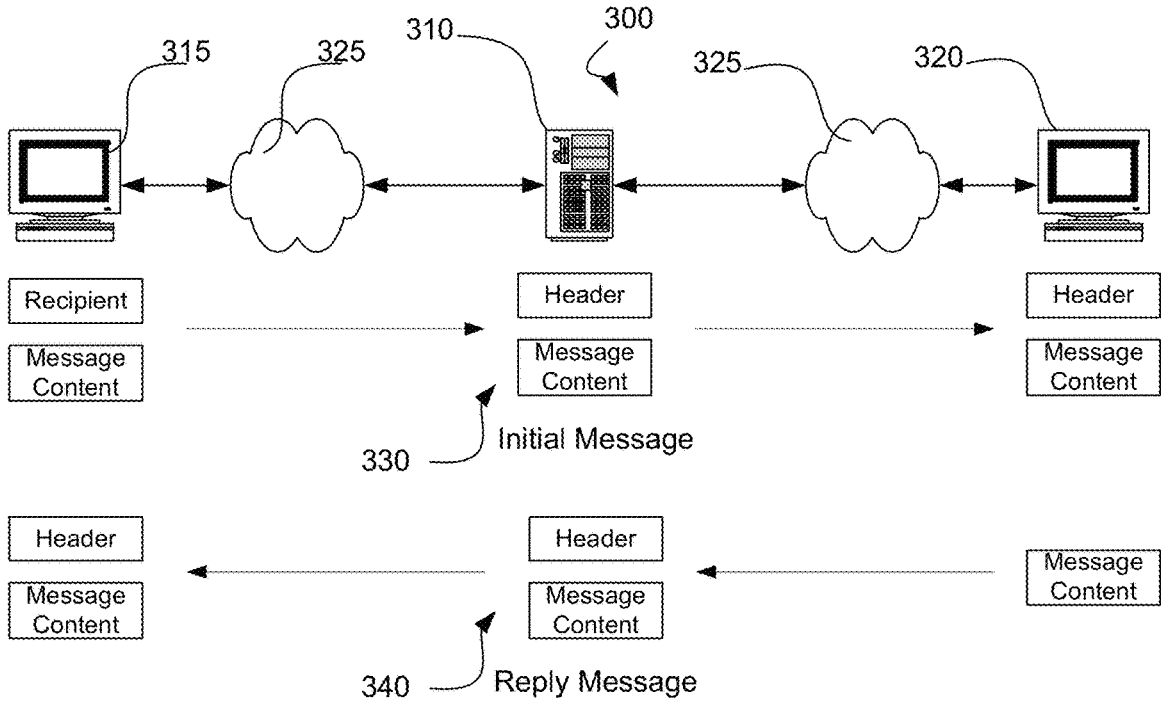 300
315
325
310
325
320
Recipient
Header
Header
Message
Content
Message
Content
Message
Content
330
Initial Message
Header
Header
Message
Content
Message
Content
Message
Content
340
Reply Message